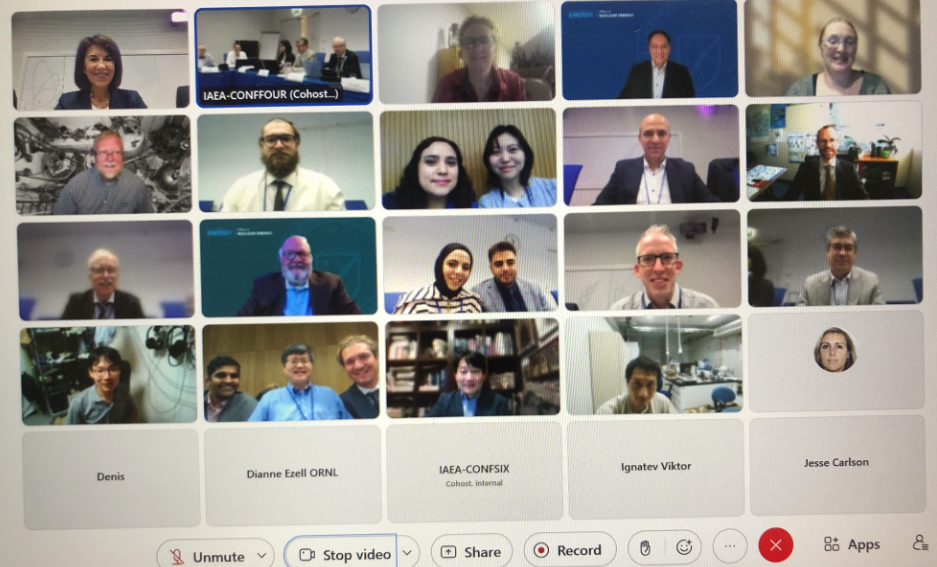 ENERGY
NUCLEAR ENERGY
IAEA-CONFFOUR (Cohost...)
ENERGY
NUCLEAR ENERGY
Denis
Dianne Ezell ORNL
IAEA-CONFSIX
Cohost, internal
Ignatev Viktor
Jesse Carlson
Unmute
Stop video
Share
Record
Apps